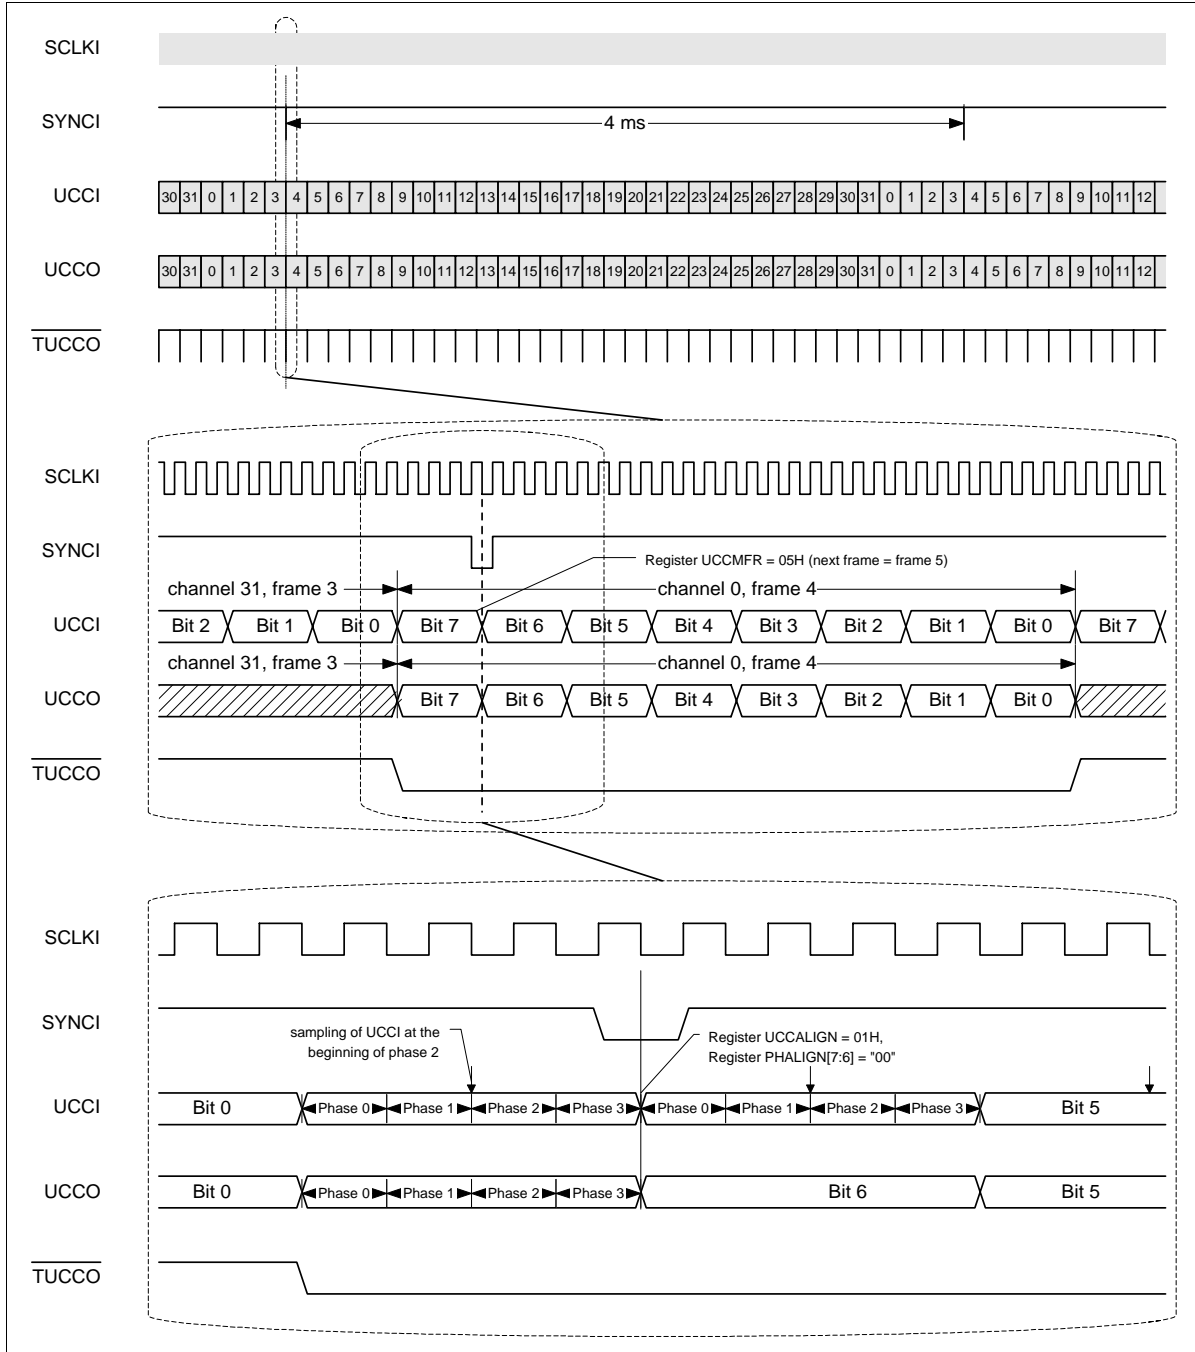 SCLKI
SYNCI
4 ms
UCCI 30 31 0 1 2 3 4 5 6 7 8 9 10 11 12 13 14 15 16 17 18 19 20 21 22 23 24 25 26 27 28 29 30 31 0 1 2 3 4 5 6 7 8 9 10 11 12
UCCO 30 31 0 1 2 3 4 5 6 7 8 9 10 11 12 13 14 15 16 17 18 19 20 21 22 23 24 25 26 27 28 29 30 31 0 1 2 3 4 5 6 7 8 9 10 11 12
TUCCO
SCLKI
SYNCI
Register UCCMFR = 05H (next frame = frame 5)
channel 31, frame 3 channel 0, frame 4
UCCI Bit 2 Bit 1 Bit 0 Bit 7 Bit 6 Bit 5 Bit 4 Bit 3 Bit 2 Bit 1 Bit 0 Bit 7
channel 31, frame 3 channel 0, frame 4
UCCO Bit 7 Bit 6 Bit 5 Bit 4 Bit 3 Bit 2 Bit 1 Bit 0
TUCCO
SCLKI
SYNCI
sampling of UCCI at the
beginning of phase 2
Register UCCALIGN = 01H,
Register PHALIGN[7:6] = "00"
UCCI Bit 0 Phase 0 Phase 1 Phase 2 Phase 3 Phase 0 Phase 1 Phase 2 Phase 3 Bit 5
UCCO Bit 0 Phase 0 Phase 1 Phase 2 Phase 3 Bit 6 Bit 5
TUCCO